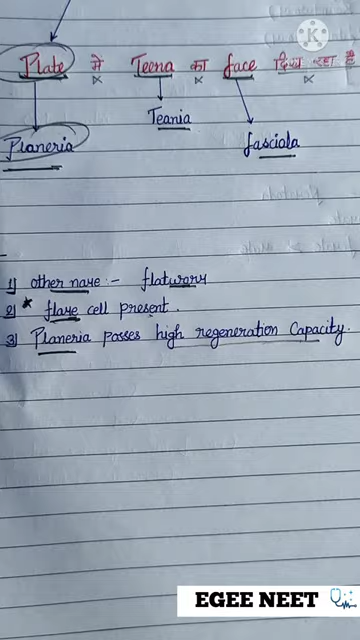 Plate में Teena का face दिख रहा है
Teania
Planeria
fasciola
1) other name :- flatworm
2) * flame cell present.
3) Planeria posses high regeneration Capacity.
EGEE NEET